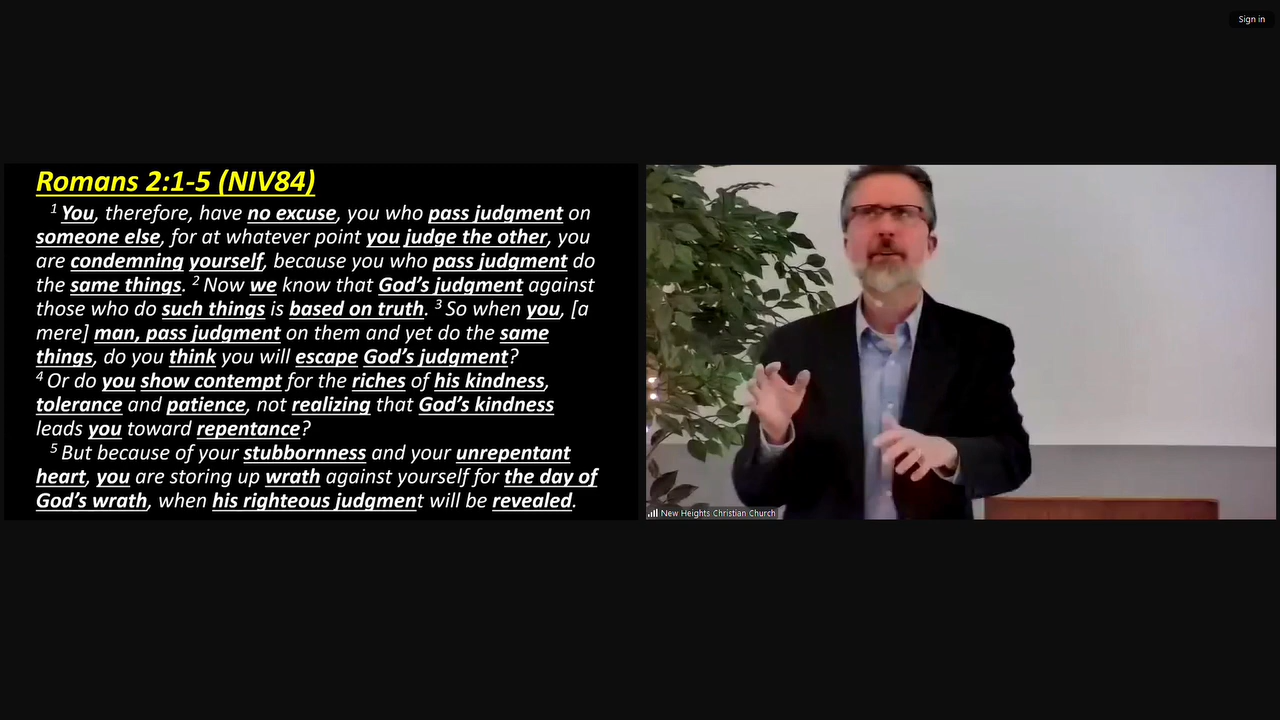 Sign in
Romans 2:1-5 (NIV84)
1 You, therefore, have no excuse, you who pass judgment on
someone else, for at whatever point you judge the other, you
are condemning yourself, because you who pass judgment do
the same things. 2 Now we know that God's judgment against
those who do such things is based on truth. 3 So when you, [a
mere] man, pass judgment on them and yet do the same
things, do you think you will escape God's judgment?
4 Or do you show contempt for the riches of his kindness,
tolerance and patience, not realizing that God's kindness
leads you toward repentance?
5 But because of your stubbornness and your unrepentant
heart, you are storing up wrath against yourself for the day of
God's wrath, when his righteous judgment will be revealed.
New Heights Christian Church